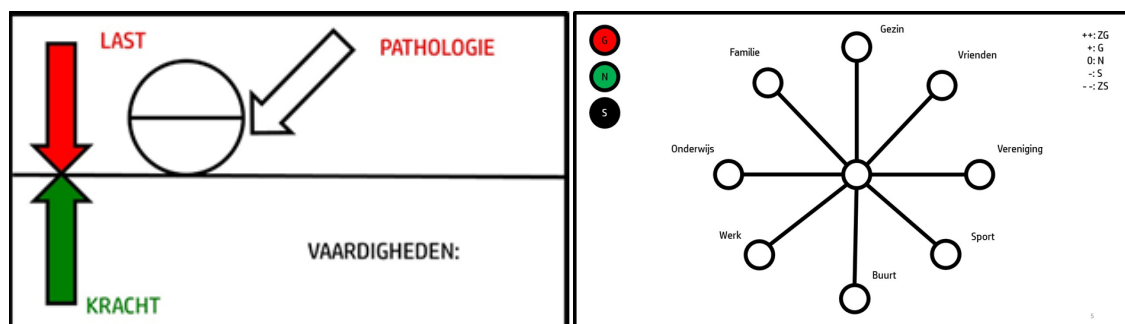 LAST
PATHOLOGIE
VAARDIGHEDEN:
KRACHT
G
N
S
Gezin
Familie
Vrienden
++: ZG
+: G
0: N
-: S
- -: ZS
Onderwijs
Vereniging
Werk
Sport
Buurt
5